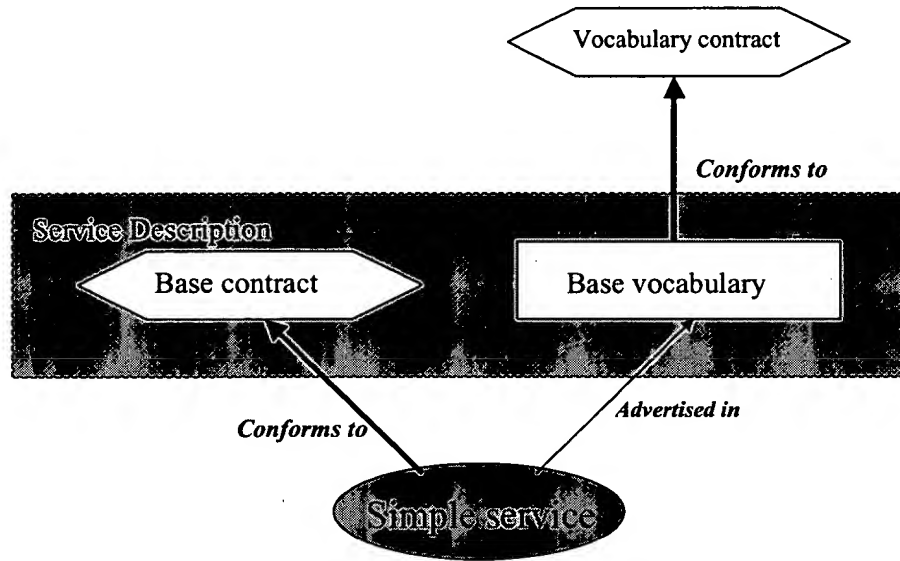 Vocabulary contract
Conforms to
Service Description
Base contract
Base vocabulary
Conforms to
Advertised in
Simple service